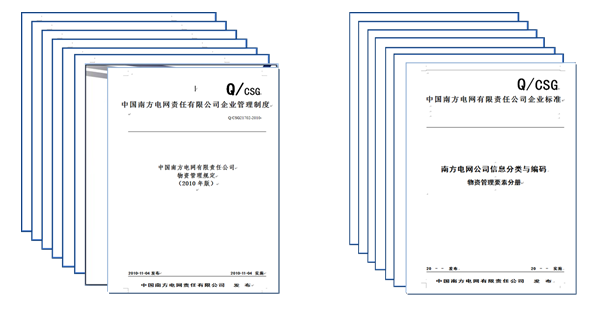 Q/CSG
中国南方电网责任有限公司企业管理制度
Q/CSG21702-2010
中国南方电网有限责任公司
物资管理规定
（2010 年版）
2010-11-04 发布
2010-11-04 实施
中国南方电网责任有限公司 发 布
Q/CSG
中国南方电网有限责任公司企业标准
南方电网公司信息分类与编码
物资管理要素分册
20 - - 发布
20 - - 实施
南方电网有限责任公司 发 布